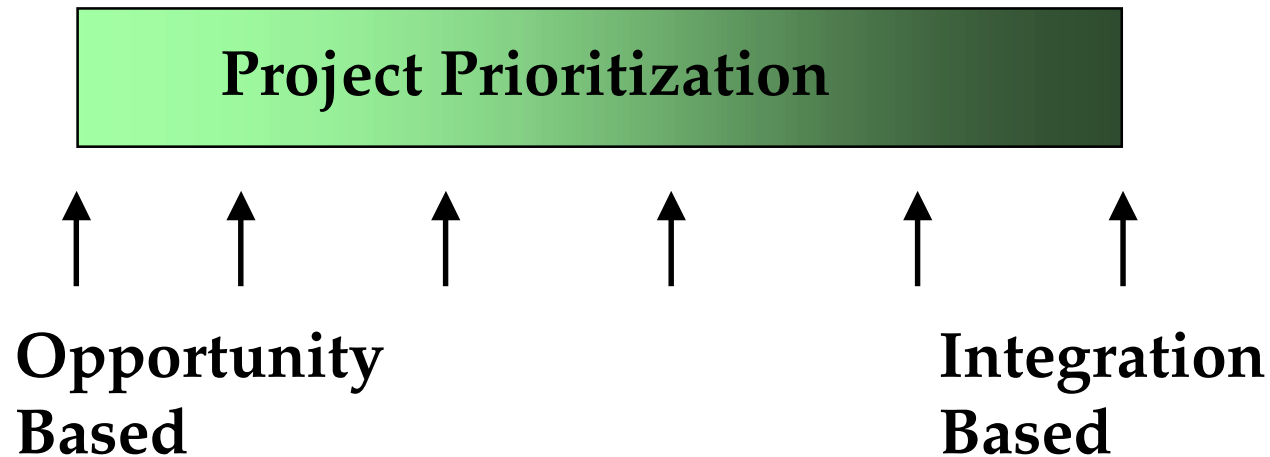 Project Prioritization
Opportunity
Based
Integration
Based